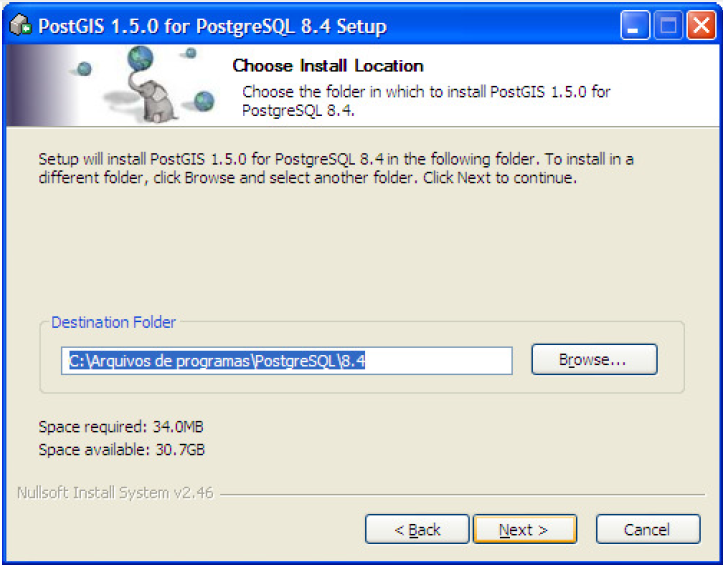 PostGIS 1.5.0 for PostgreSQL 8.4 Setup
Choose Install Location
Choose the folder in which to install PostGIS 1.5.0 for
PostgreSQL 8.4.
Setup will install PostGIS 1.5.0 for PostgreSQL 8.4 in the following folder. To install in a
different folder, click Browse and select another folder. Click Next to continue.
Destination Folder
C:\Arquivos de programas\PostgreSQL\8.4
Browse...
Space required: 34.0MB
Space available: 30.7GB
Nullsoft Install System v2.46
< Back
Next >
Cancel